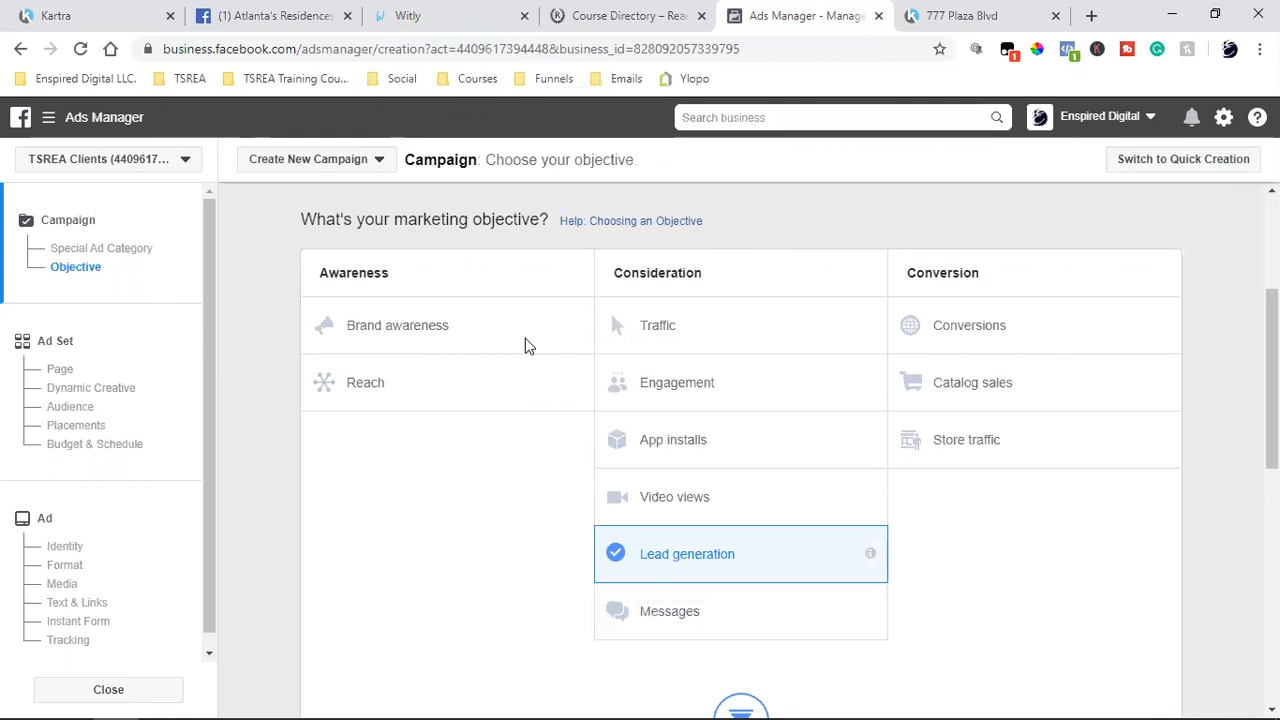 Kartra
(1) Atlanta's Residences
Witly
Course Directory – Rea
Ads Manager - Manage
777 Plaza Blvd
business.facebook.com/adsmanager/creation?act=4409617394448&business_id=828092057339795
1
1
Enspired Digital LLC.
TSREA
TSREA Training Cou...
Social
Courses
Funnels
Emails
Ylopo
Ads Manager
Search business
Enspired Digital
TSREA Clients (4409617...
Create New Campaign
Campaign: Choose your objective.
Switch to Quick Creation
Campaign
Special Ad Category
Objective
Ad Set
Page
Dynamic Creative
Audience
Placements
Budget & Schedule
Ad
Identity
Format
Media
Text & Links
Instant Form
Tracking
Close
What's your marketing objective? Help: Choosing an Objective
Awareness
Consideration
Conversion
Brand awareness
Traffic
Conversions
Reach
Engagement
Catalog sales
App installs
Store traffic
Video views
Lead generation
Messages